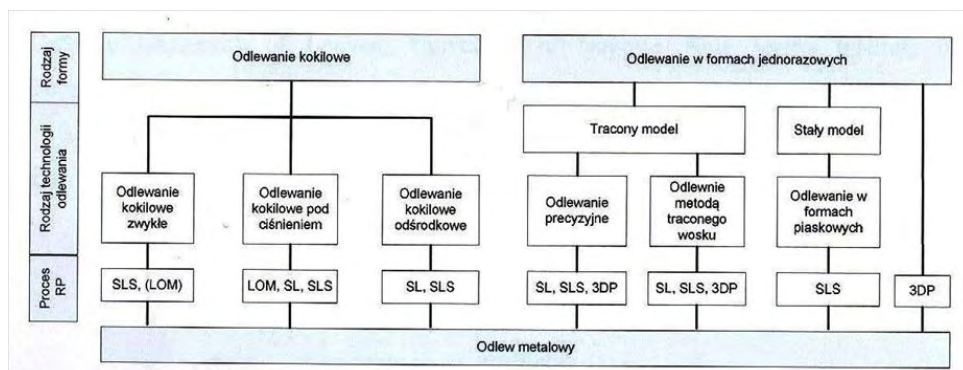 Rodzaj
formy
Odlewanie kokilowe
Odlewanie w formach jednorazowych
Rodzaj technologii
odlewania
Tracony model
Stały model
Odlewanie
kokilowe
zwykłe
Odlewanie
kokilowe pod
ciśnieniem
Odlewanie
kokilowe
odśrodkowe
Odlewanie
precyzyjne
Odlewnie
metodą
traconego
wosku
Odlewanie w
formach
piaskowych
Proces
RP
SLS, (LOM)
LOM, SL, SLS
SL, SLS
SL, SLS, 3DP
SL, SLS, 3DP
SLS
3DP
Odlew metalowy